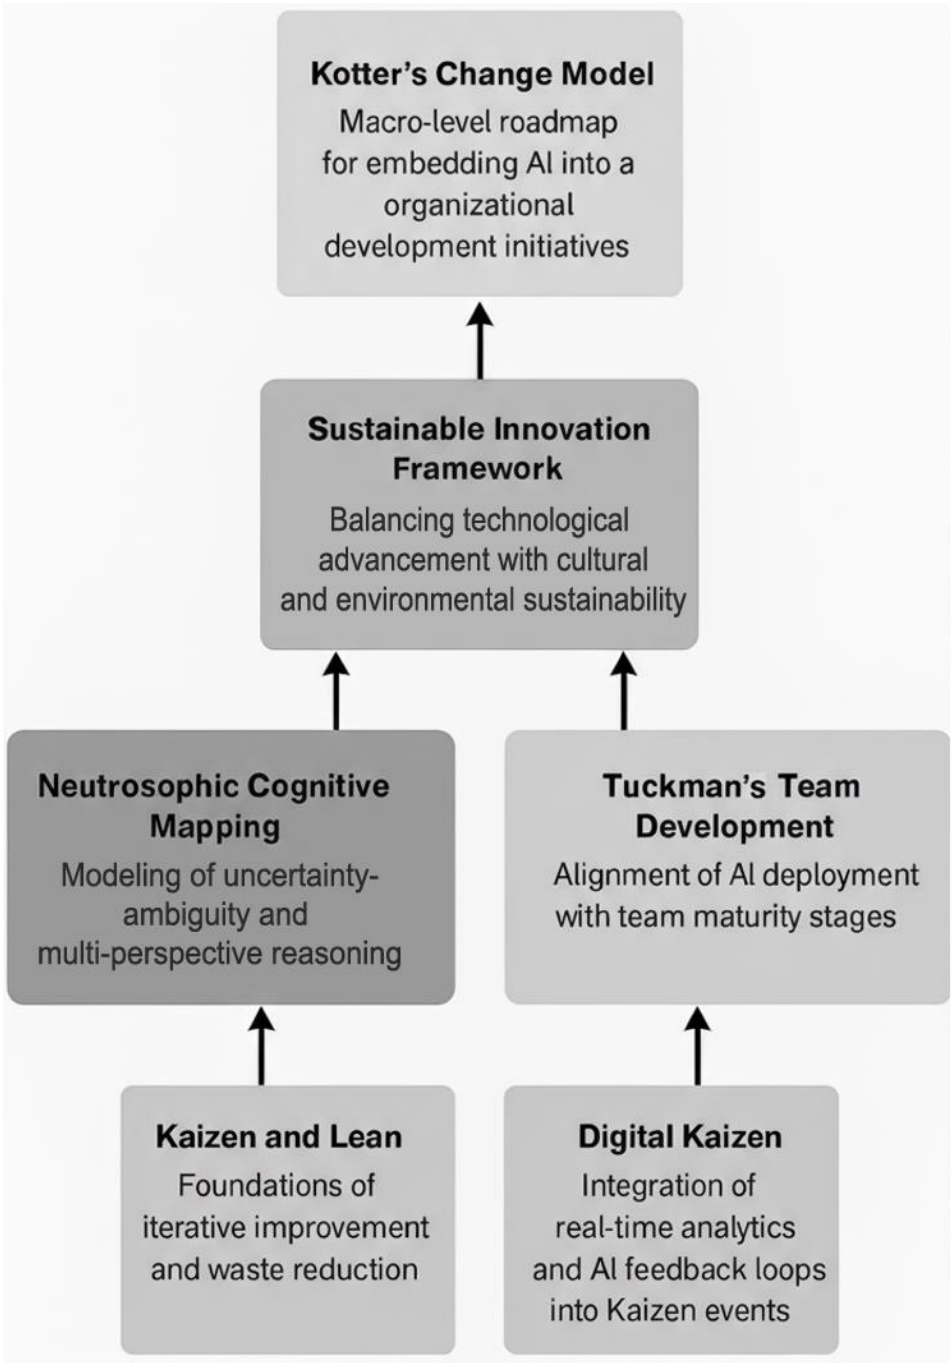 Kotter's Change Model
Macro-level roadmap
for embedding AI into a
organizational
development initiatives
Sustainable Innovation
Framework
Balancing technological
advancement with cultural
and environmental sustainability
Neutrosophic Cognitive
Mapping
Modeling of uncertainty-
ambiguity and
multi-perspective reasoning
Tuckman's Team
Development
Alignment of AI deployment
with team maturity stages
Kaizen and Lean
Foundations of
iterative improvement
and waste reduction
Digital Kaizen
Integration of
real-time analytics
and AI feedback loops
into Kaizen events